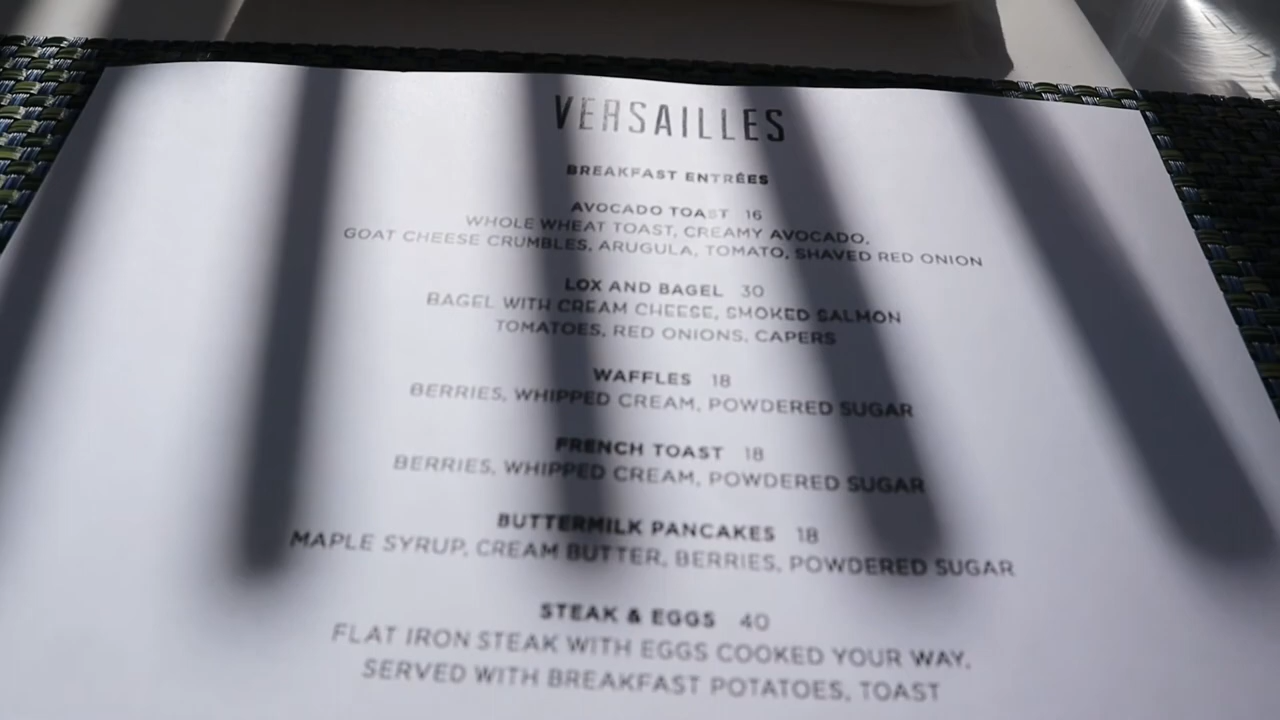 VERSAILLES
BREAKFAST ENTRÉES
AVOCADO TOAST 16
WHOLE WHEAT TOAST, CREAMY AVOCADO,
GOAT CHEESE CRUMBLES, ARUGULA, TOMATO, SHAVED RED ONION
LOX AND BAGEL 30
BAGEL WITH CREAM CHEESE, SMOKED SALMON
TOMATOES, RED ONIONS, CAPERS
WAFFLES 18
BERRIES, WHIPPED CREAM, POWDERED SUGAR
FRENCH TOAST 18
BERRIES, WHIPPED CREAM, POWDERED SUGAR
BUTTERMILK PANCAKES 18
MAPLE SYRUP, CREAM BUTTER, BERRIES, POWDERED SUGAR
STEAK & EGGS 40
FLAT IRON STEAK WITH EGGS COOKED YOUR WAY,
SERVED WITH BREAKFAST POTATOES, TOAST